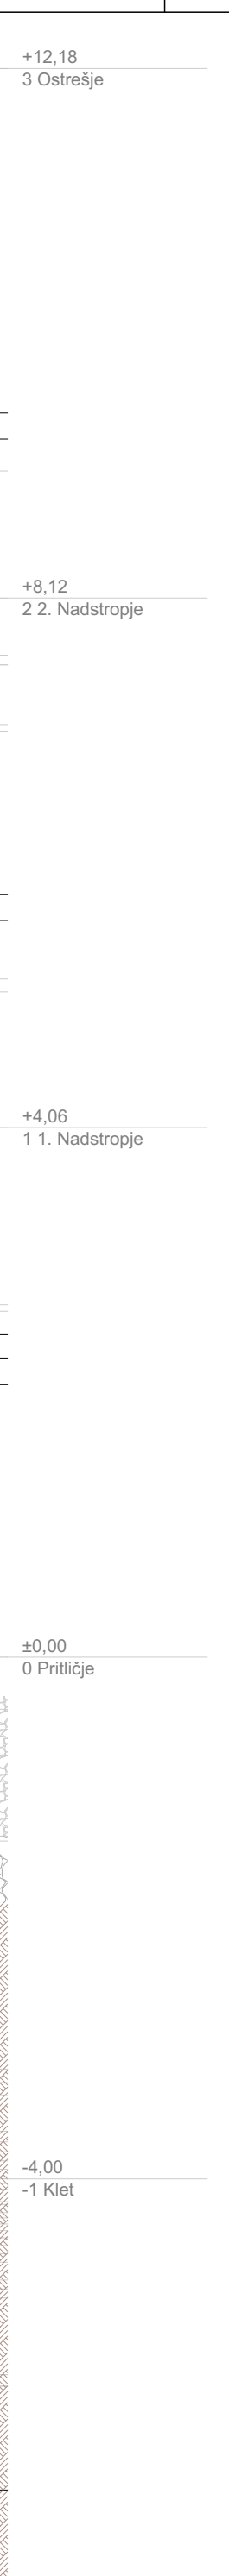 +12,18
3 Ostrešje
+8,12
2 2. Nadstropje
+4,06
1 1. Nadstropje
±0,00
0 Pritličje
-4,00
-1 Klet